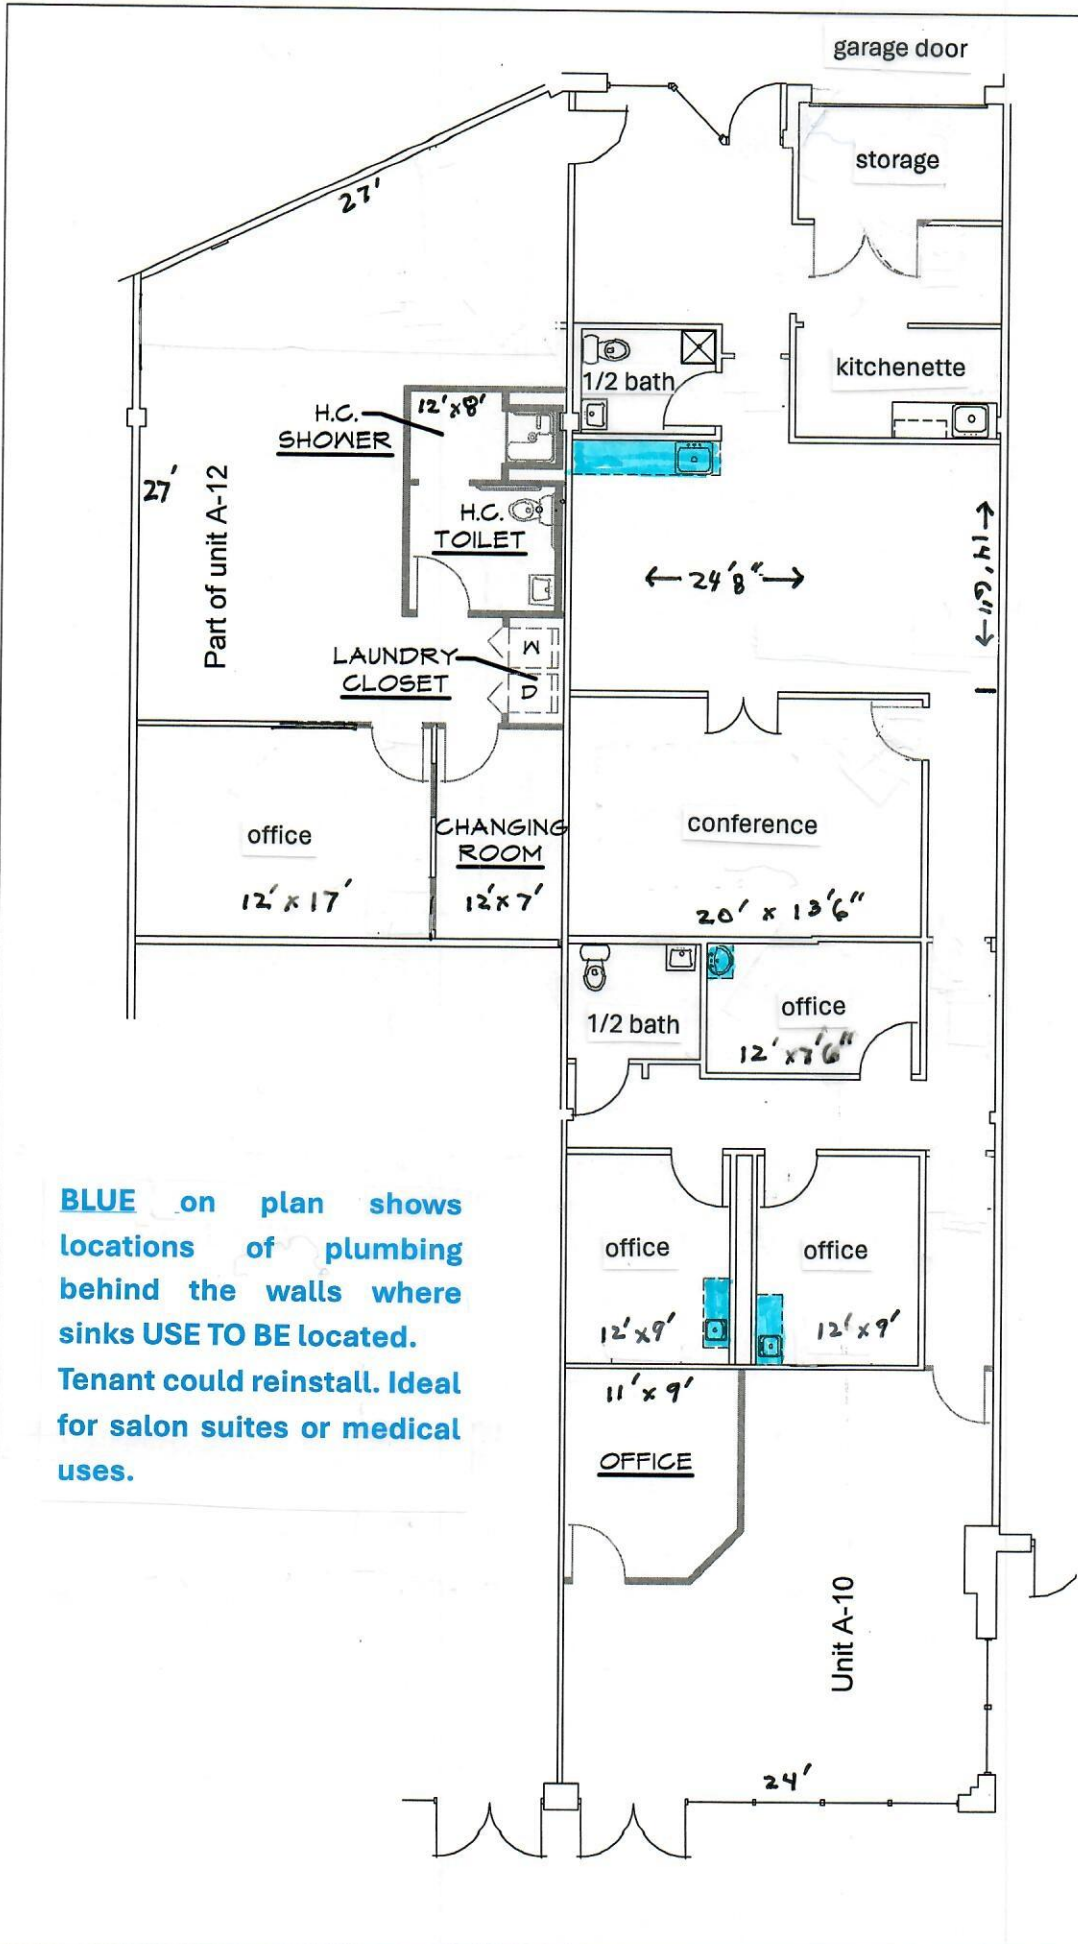 garage door
storage
27'
1/2 bath
kitchenette
12'x8'
H.C.
SHOWER
27'
Part of unit A-12
H.C.
TOILET
24'8"
14'6"
LAUNDRY
CLOSET
W
D
office
12'x17'
CHANGING
ROOM
12'x7'
conference
20' x 13'6"
1/2 bath
office
12'x7'6"
BLUE on plan shows
locations of plumbing
behind the walls where
sinks USE TO BE located.
Tenant could reinstall. Ideal
for salon suites or medical
uses.
office
12'x9'
office
12'x9'
11'x9'
OFFICE
Unit A-10
24'